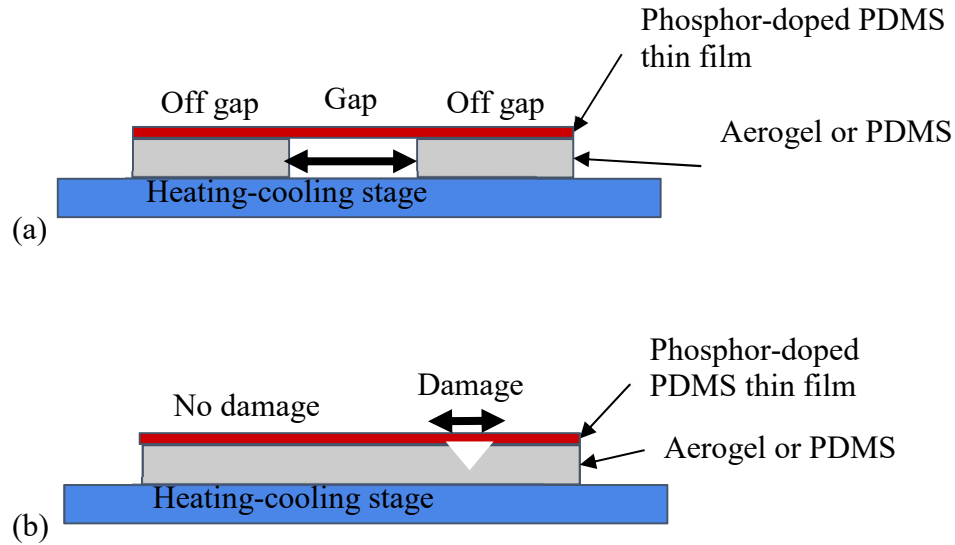 Phosphor-doped PDMS
thin film
Off gap
Gap
Off gap
Aerogel or PDMS
Heating-cooling stage
(a)
Phosphor-doped
PDMS thin film
Damage
No damage
Aerogel or PDMS
Heating-cooling stage
(b)